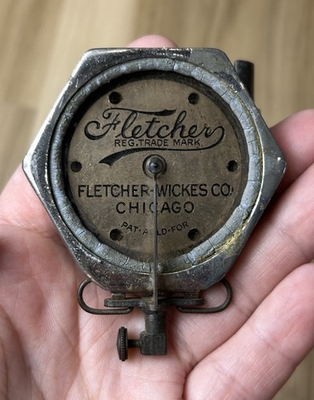 Fletcher
REG. TRADE MARK
FLETCHER-WICKES CO.
CHICAGO
PAT. APLD-FOR